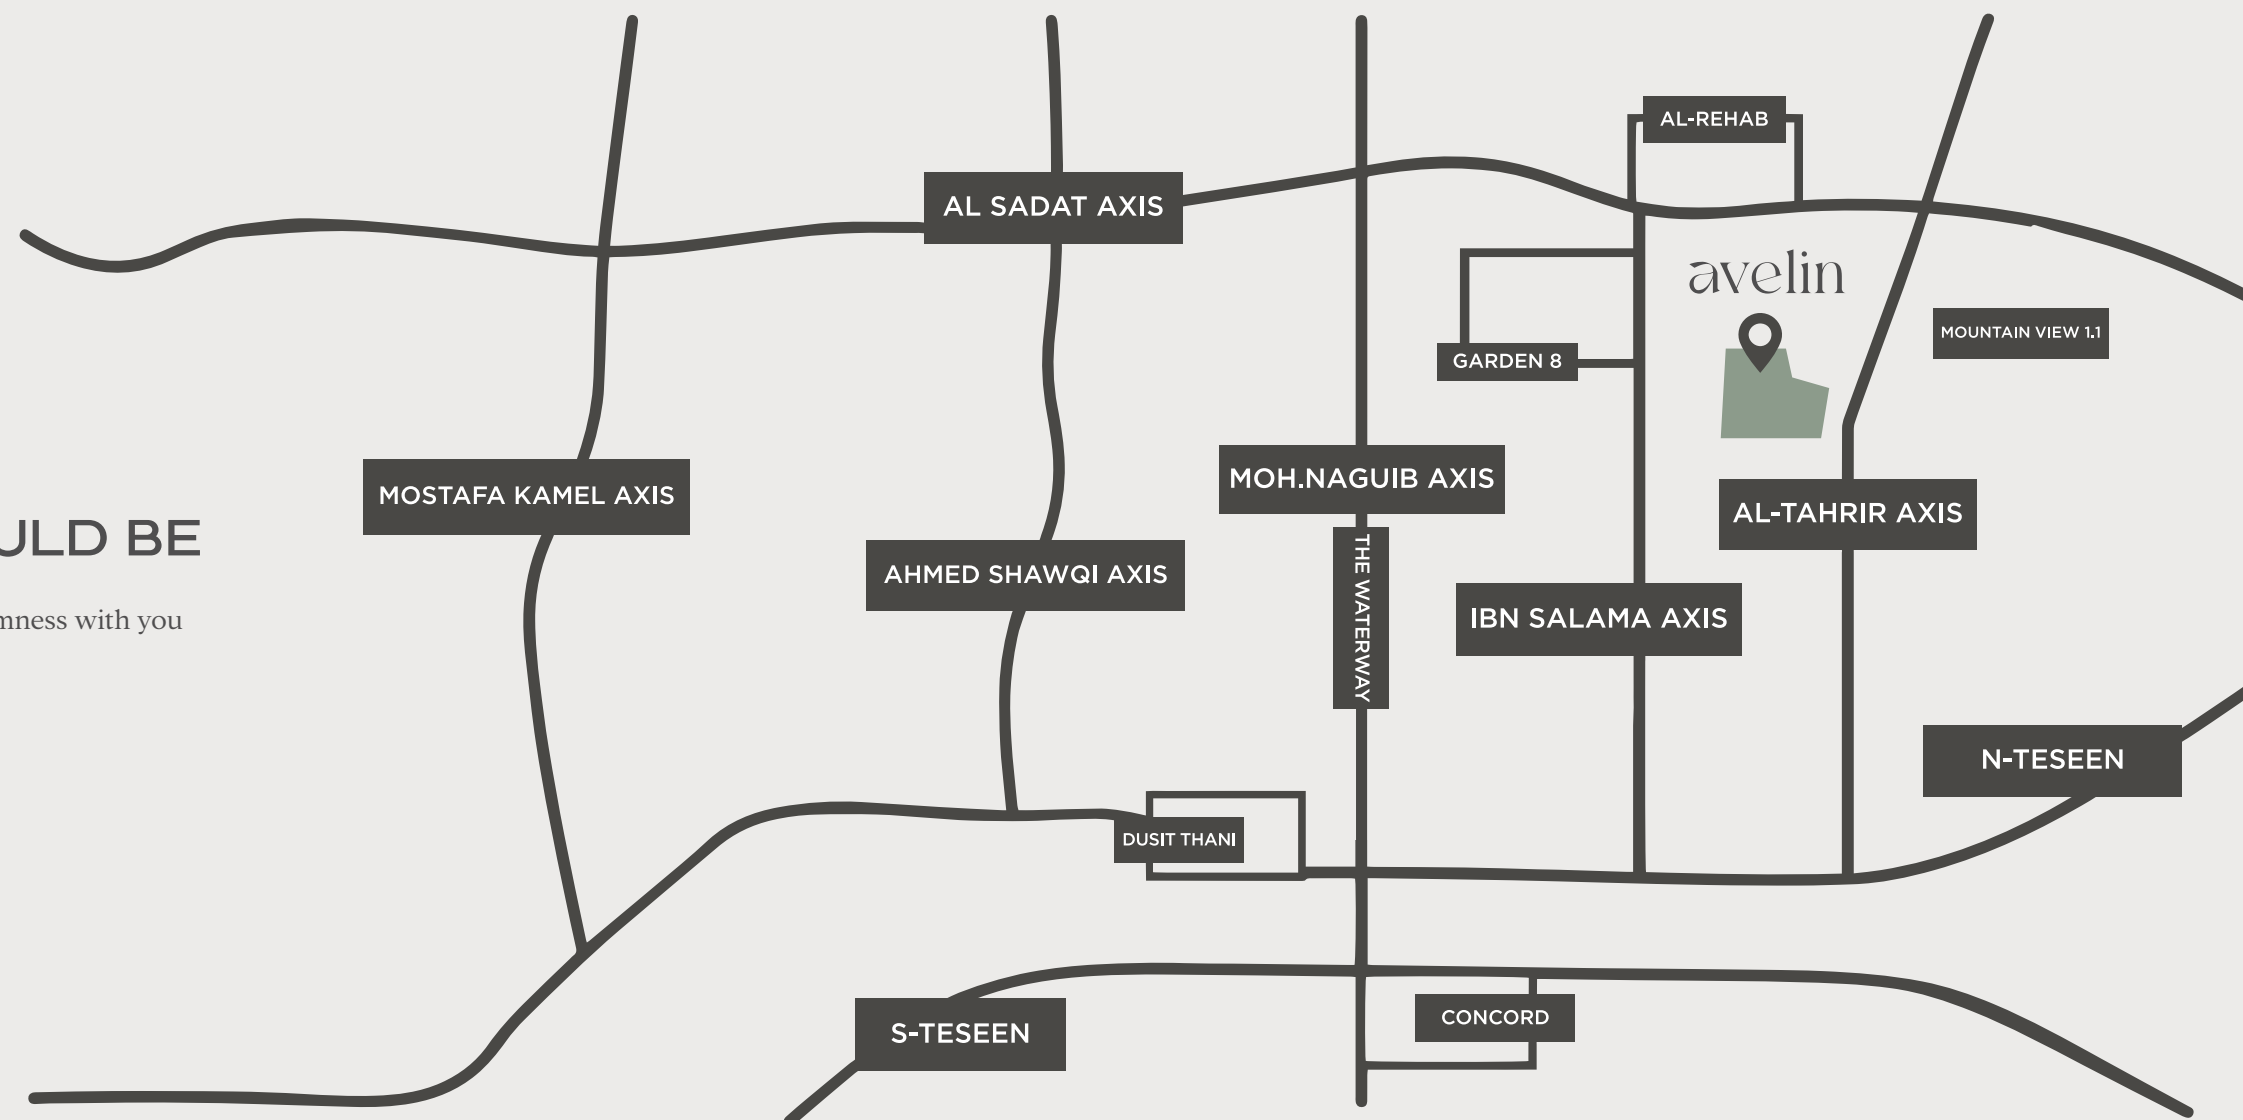 AL-REHAB
AL SADAT AXIS
avelin
MOUNTAIN VIEW 1.1
GARDEN 8
MOH.NAGUIB AXIS
MOSTAFA KAMEL AXIS
AL-TAHRIR AXIS
ULD BE
AHMED SHAWQI AXIS
THE WATERWAY
IBN SALAMA AXIS
mness with you
N-TESEEN
DUSIT THANI
CONCORD
S-TESEEN